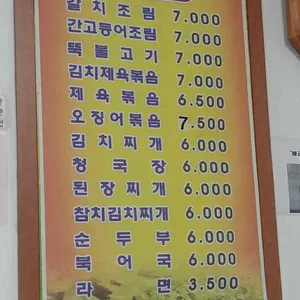 갈치조림 7.000
간고등어조림 7.000
뚝불고기 7.000
김치제육볶음 7.000
제육볶음 6.500
오징어볶음 7.500
김치찌개 6.000
청국장 6.000
된장찌개 6.000
참치김치찌개 6.000
순두부 6.000
북어국 6.000
라면 3.500